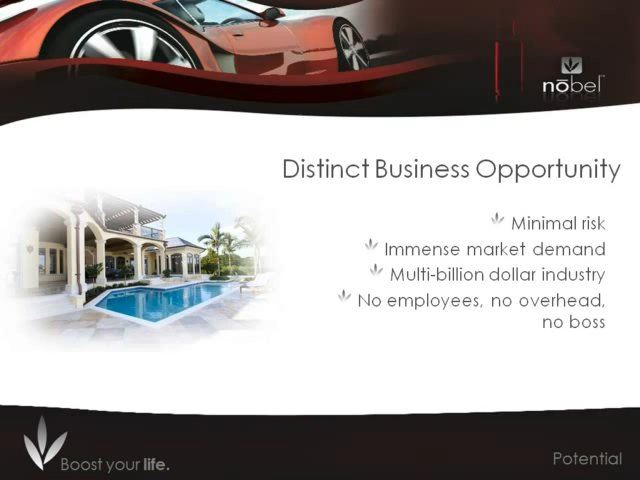 nōbel™
Distinct Business Opportunity
Minimal risk
Immense market demand
Multi-billion dollar industry
No employees, no overhead,
no boss
Boost your life.
Potential